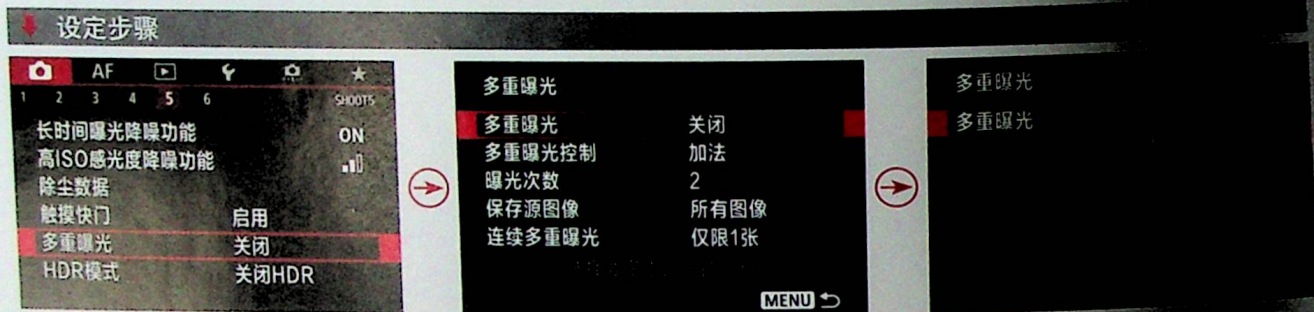 设定步骤
AF
1 2 3 4 5 6 SHOOT5
长时间曝光降噪功能 ON
高ISO感光度降噪功能
除尘数据
触摸快门 启用
多重曝光 关闭
HDR模式 关闭HDR
多重曝光
多重曝光 关闭
多重曝光控制 加法
曝光次数 2
保存源图像 所有图像
连续多重曝光 仅限1张
MENU
多重曝光
多重曝光